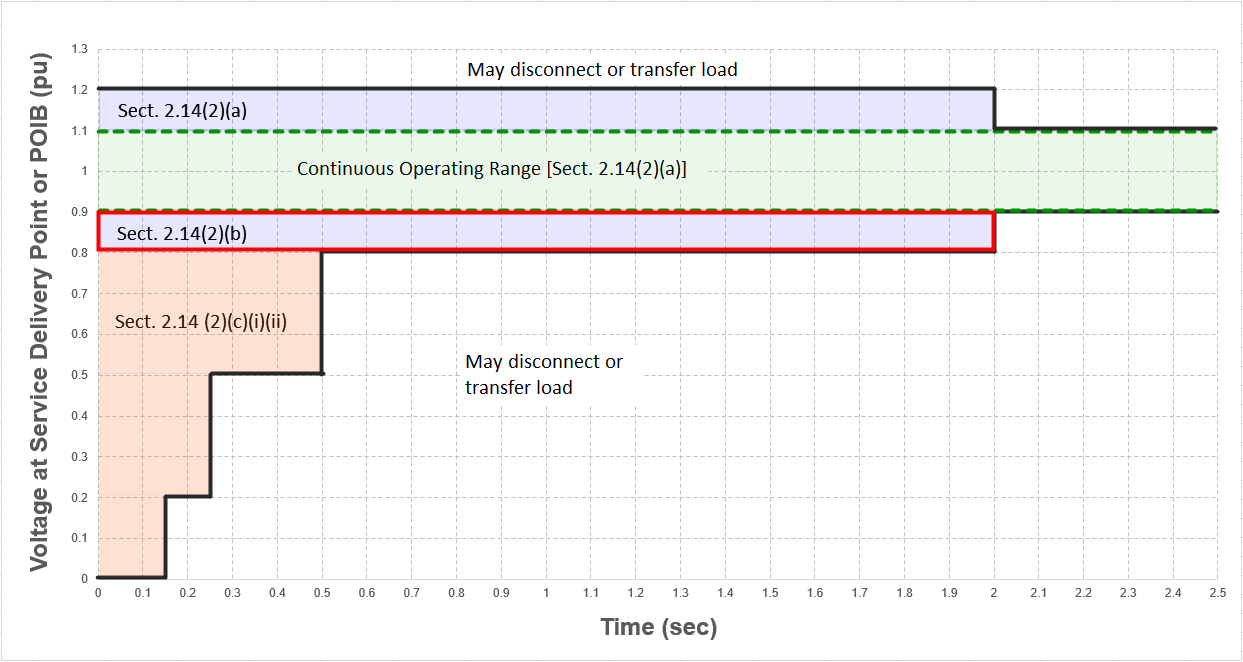 Voltage at Service Delivery Point or POIB (pu)
1.3
1.2
1.1
1
0.9
0.8
0.7
0.6
0.5
0.4
0.3
0.2
0.1
0
May disconnect or transfer load
Sect. 2.14(2)(a)
Continuous Operating Range [Sect. 2.14(2)(a)]
Sect. 2.14(2)(b)
Sect. 2.14 (2)(c)(i)(ii)
May disconnect or
transfer load
0 0.1 0.2 0.3 0.4 0.5 0.6 0.7 0.8 0.9 1 1.1 1.2 1.3 1.4 1.5 1.6 1.7 1.8 1.9 2 2.1 2.2 2.3 2.4 2.5
Time (sec)